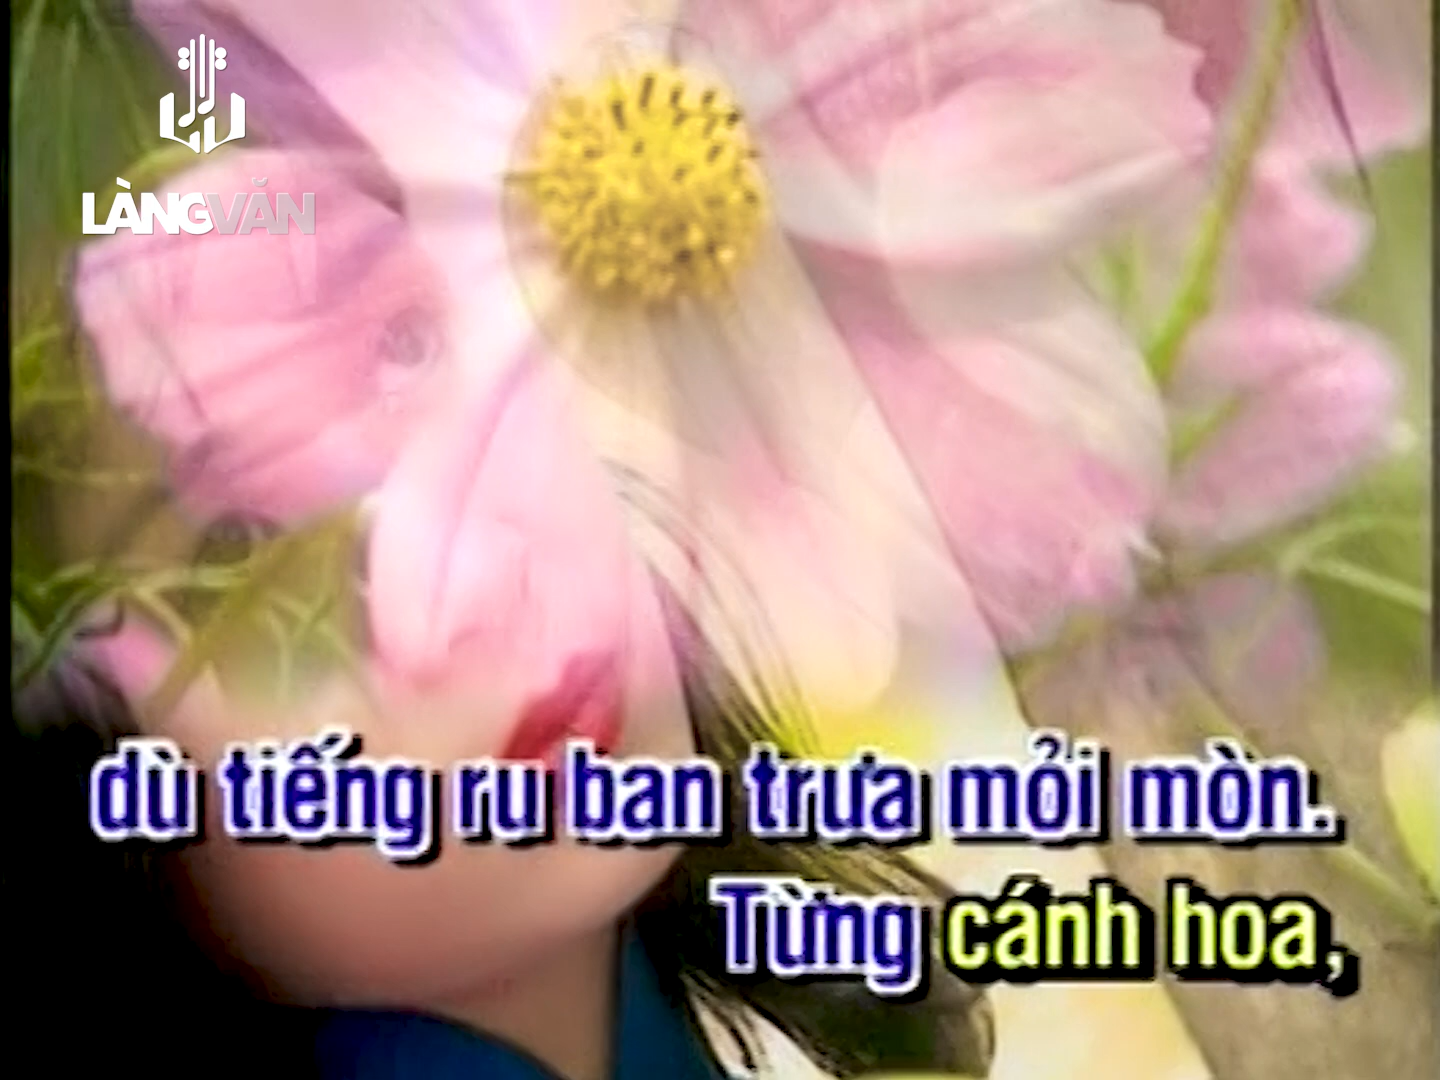 LÀNGVĂN
dù tiếng ru ban trưa mỏi mòn.
Từng cánh hoa,